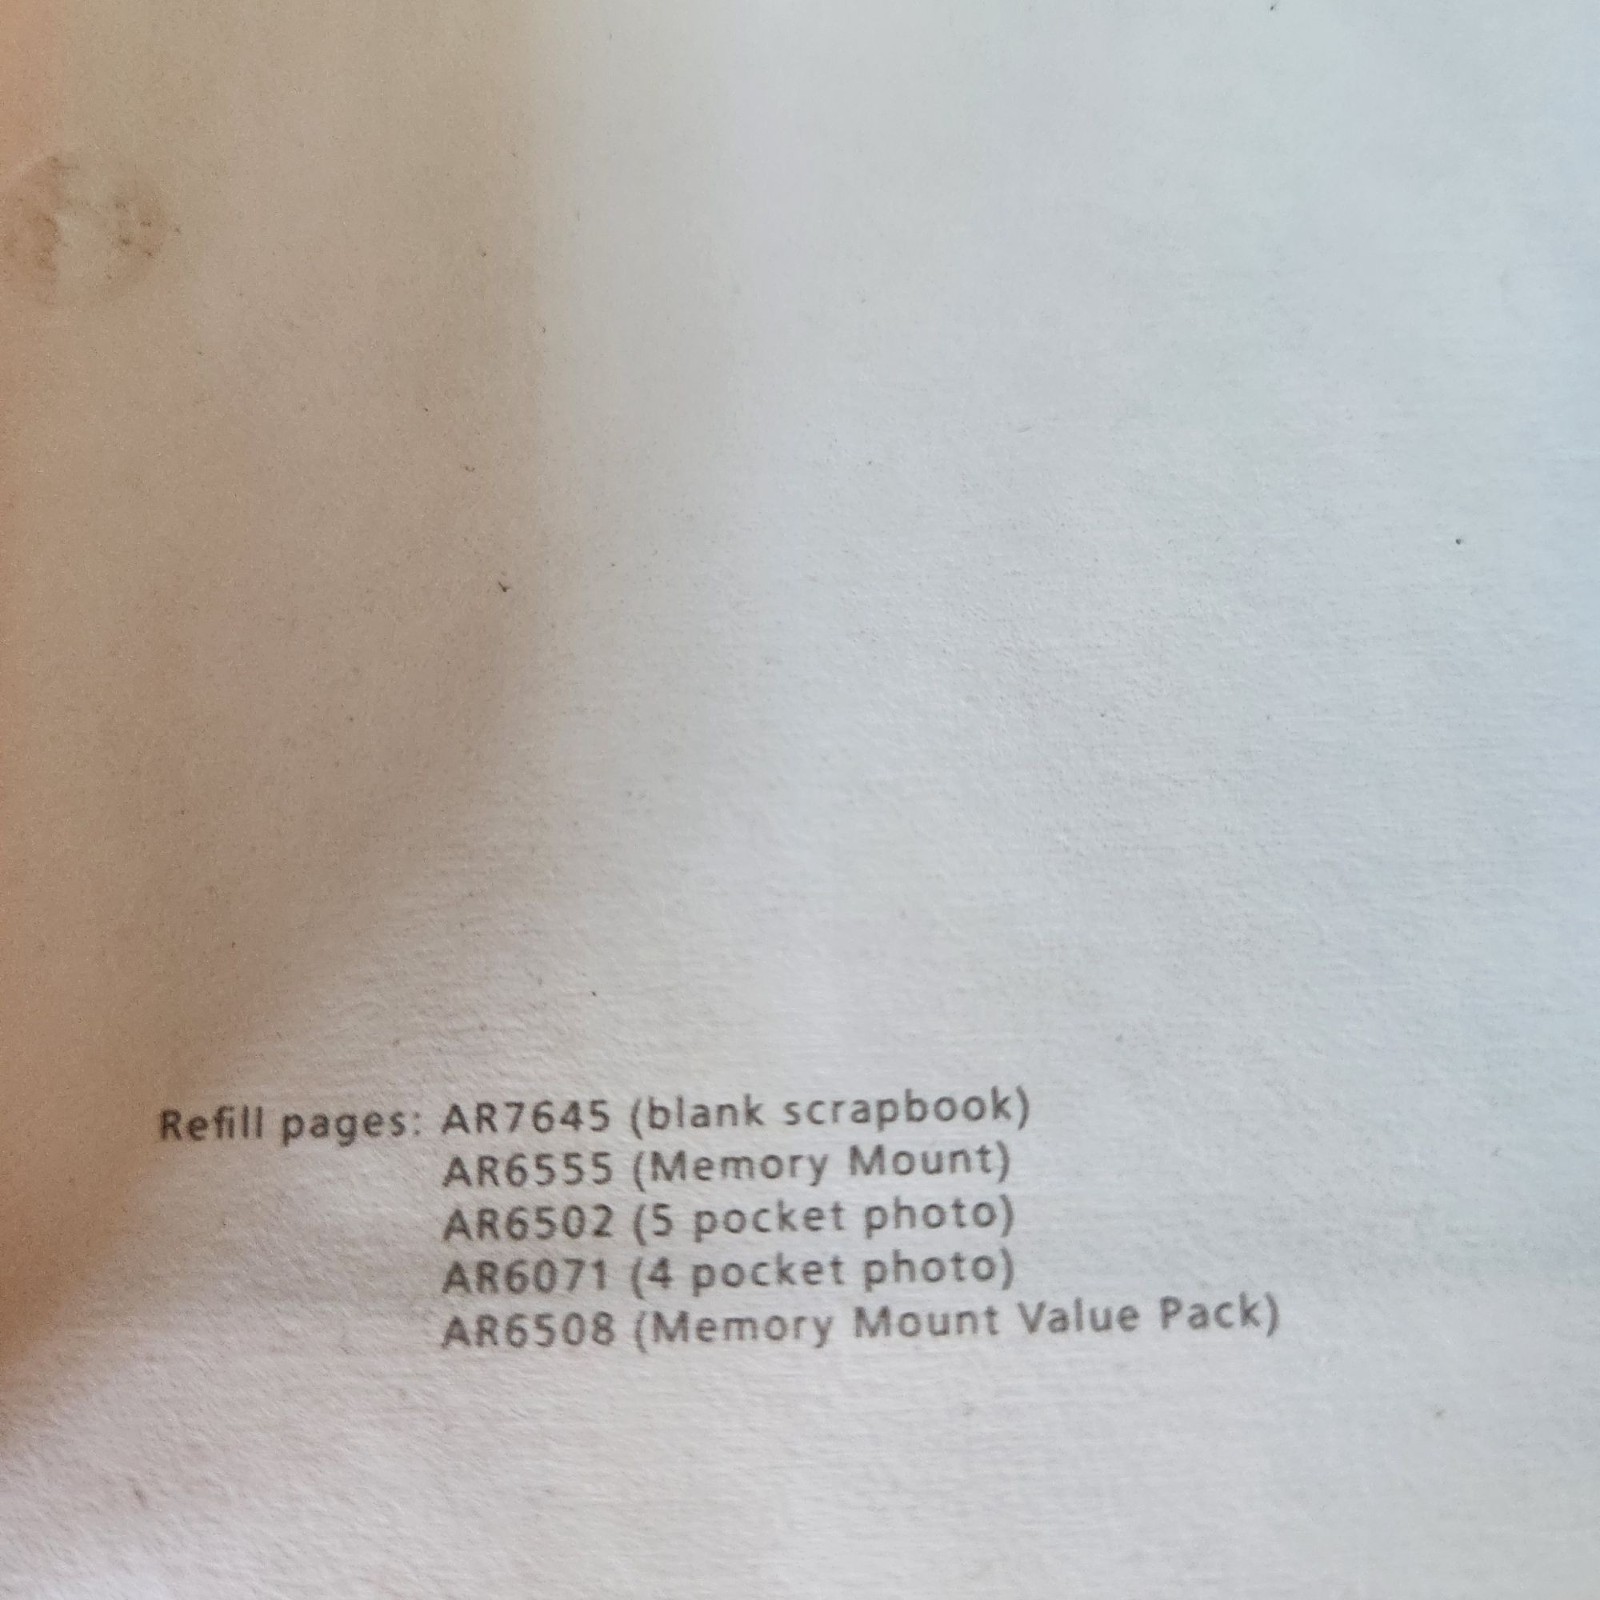 Refill pages: AR7645 (blank scrapbook)
AR6555 (Memory Mount)
AR6502 (5 pocket photo)
AR6071 (4 pocket photo)
AR6508 (Memory Mount Value Pack)